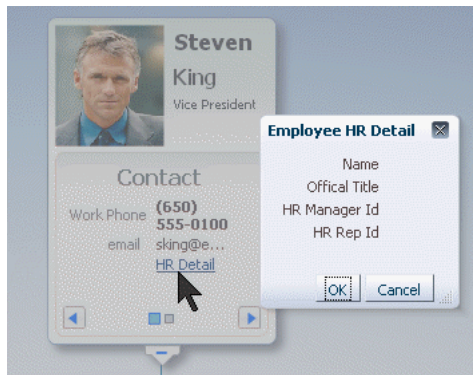 Steven
King
Vice President
Contact
Work Phone (650) 555-0100
email sking@e...
HR Detail
Employee HR Detail
Name
Offical Title
HR Manager Id
HR Rep Id
OK Cancel